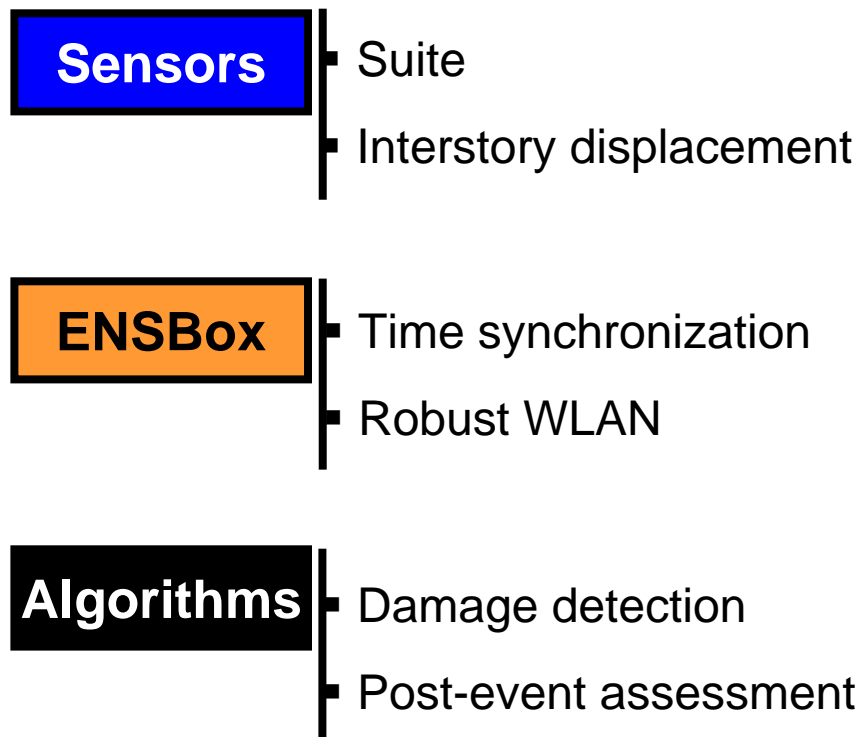 Sensors
Suite
Interstory displacement
ENSBox
Time synchronization
Robust WLAN
Algorithms
Damage detection
Post-event assessment